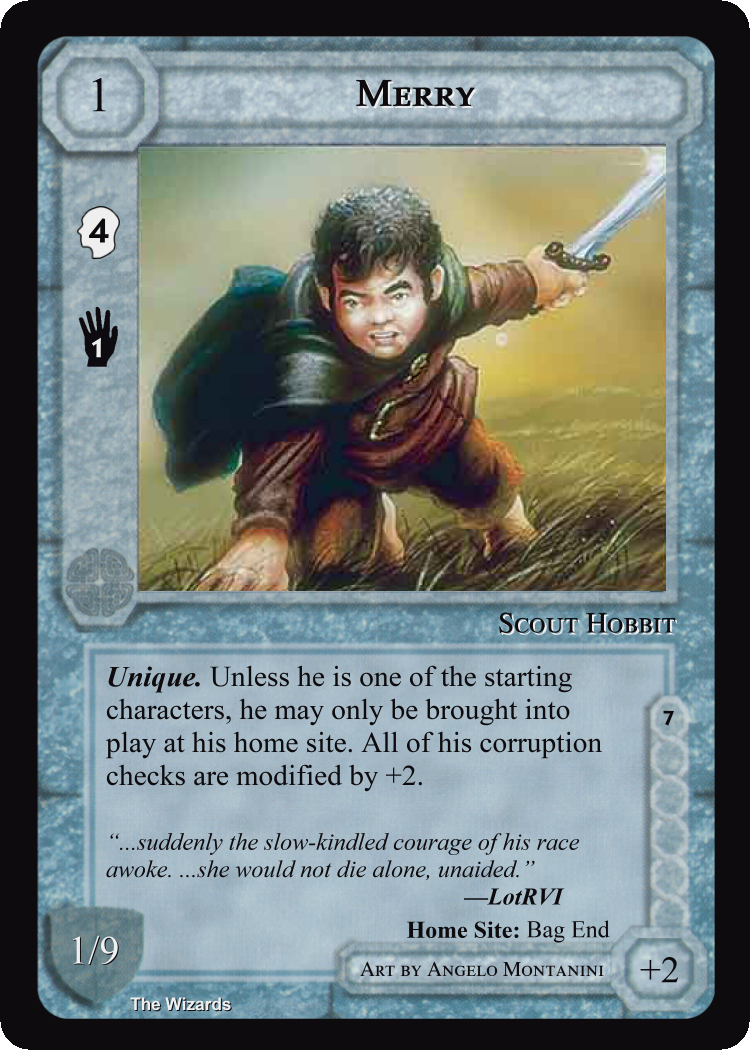 1
Merry
4
1
Scout Hobbit
Unique. Unless he is one of the starting
characters, he may only be brought into
play at his home site. All of his corruption
checks are modified by +2.
7
“...suddenly the slow-kindled courage of his race
awoke. ...she would not die alone, unaided.”
—LotRVI
Home Site: Bag End
1/9
Art by Angelo Montanini
+2
The Wizards